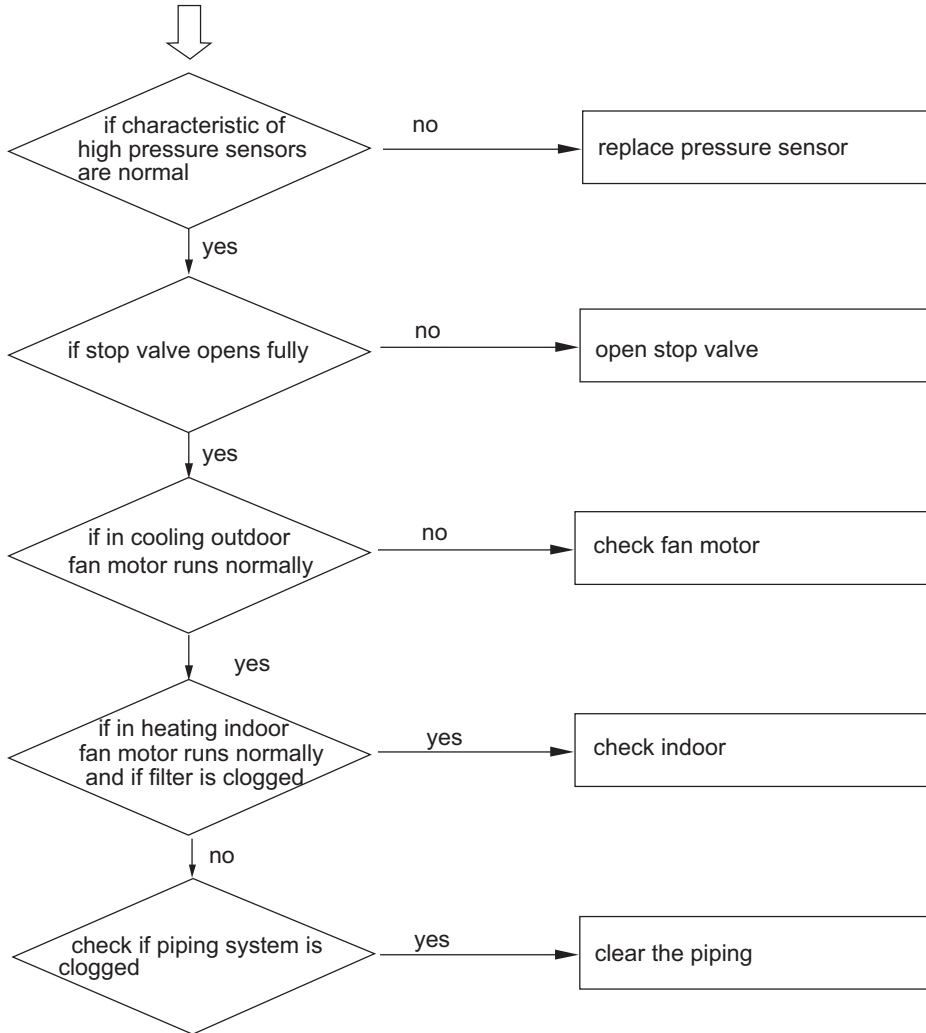 if characteristic of
high pressure sensors
are normal
no
replace pressure sensor
yes
if stop valve opens fully
no
open stop valve
yes
if in cooling outdoor
fan motor runs normally
no
check fan motor
yes
if in heating indoor
fan motor runs normally
and if filter is clogged
yes
check indoor
no
check if piping system is
clogged
yes
clear the piping